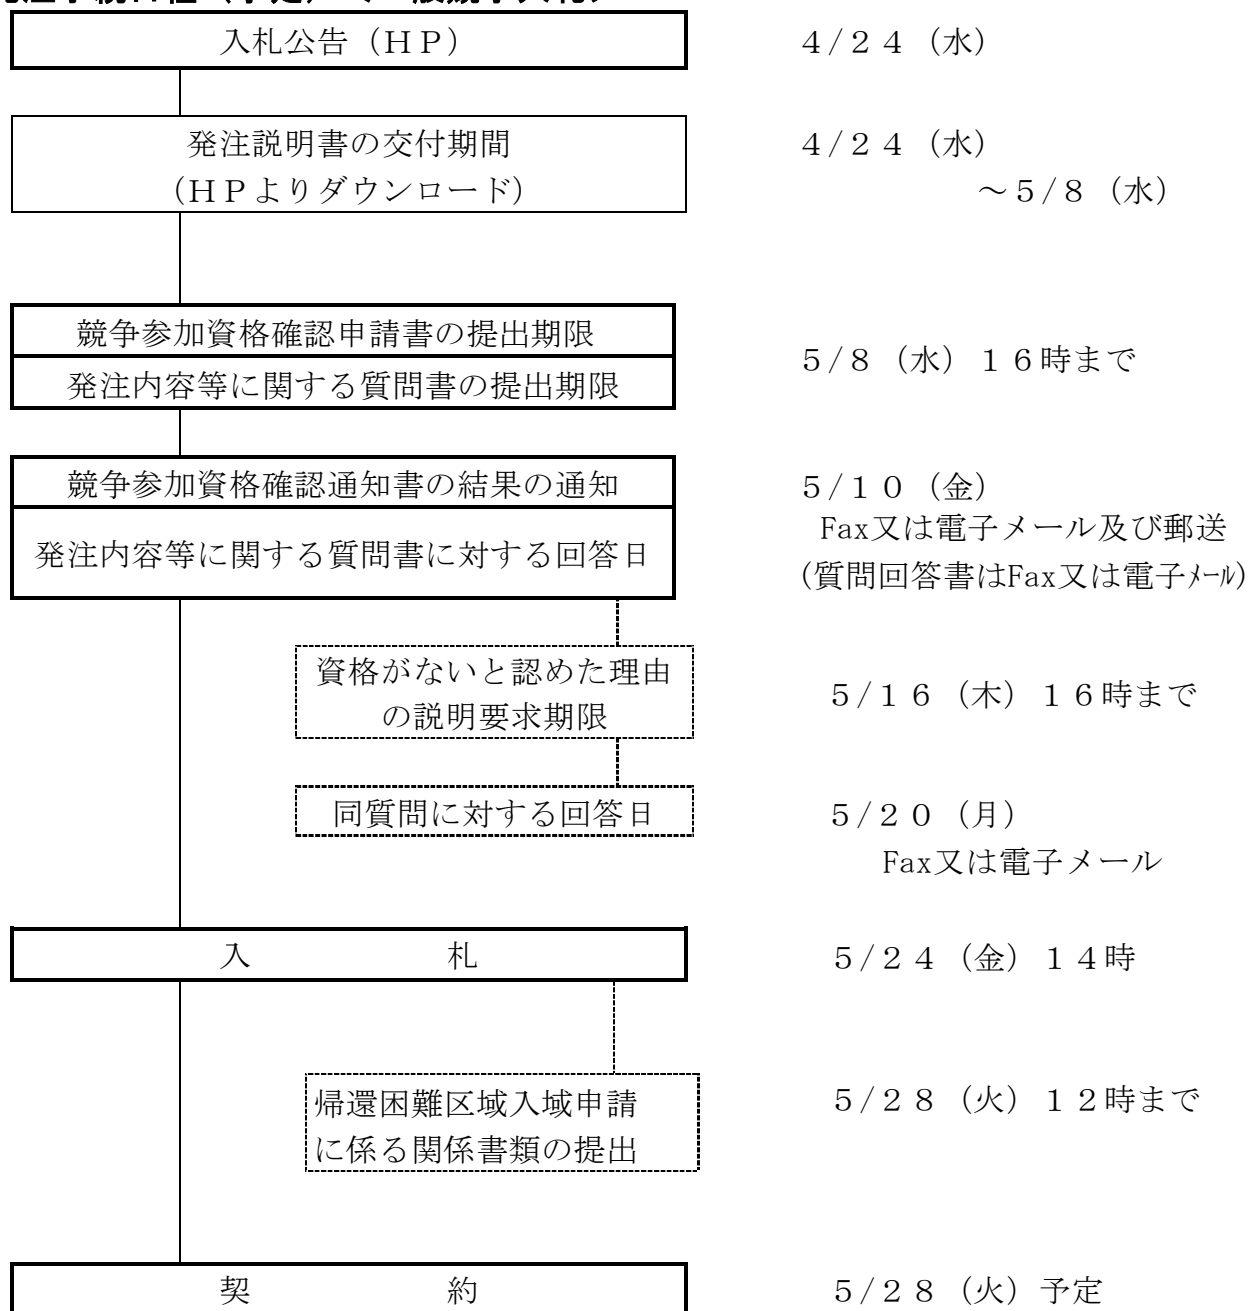 入札公告（ＨＰ）
４/２４（水）
発注説明書の交付期間
（ＨＰよりダウンロード）
４/２４（水）
～５/８（水）
競争参加資格確認申請書の提出期限
発注内容等に関する質問書の提出期限
５/８（水）１６時まで
競争参加資格確認通知書の結果の通知
発注内容等に関する質問書に対する回答日
５/１０（金）
Fax又は電子メール及び郵送
(質問回答書はFax又は電子ﾒｰﾙ)
資格がないと認めた理由
の説明要求期限
５/１６（木）１６時まで
同質問に対する回答日
５/２０（月）
Fax又は電子メール
入　　　　　　札
５/２４（金）１４時
帰還困難区域入域申請
に係る関係書類の提出
５/２８（火）１２時まで
契　　　　　　約
５/２８（火）予定